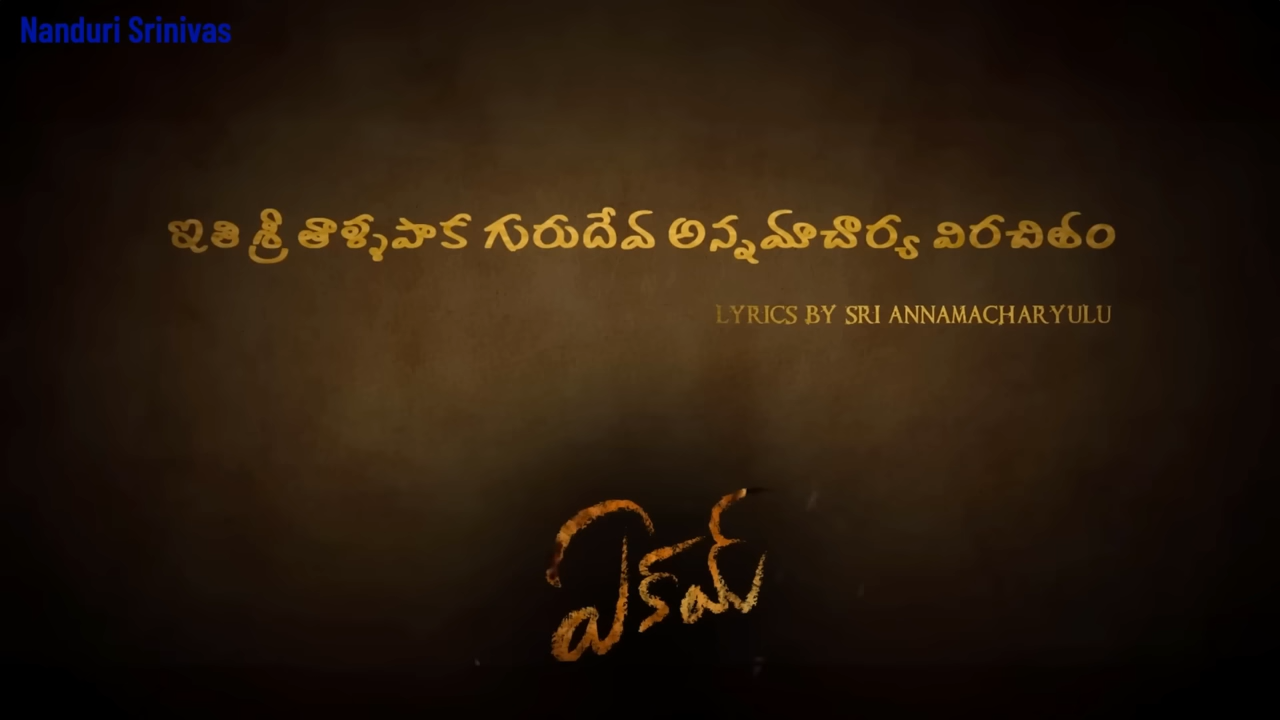 Nanduri Srinivas
ఇతి శ్రీ తాళ్ళపాక గురుదేవ అన్నమాచార్య విరచితం
LYRICS BY SRI ANNAMACHARYULU
ఏకమ్